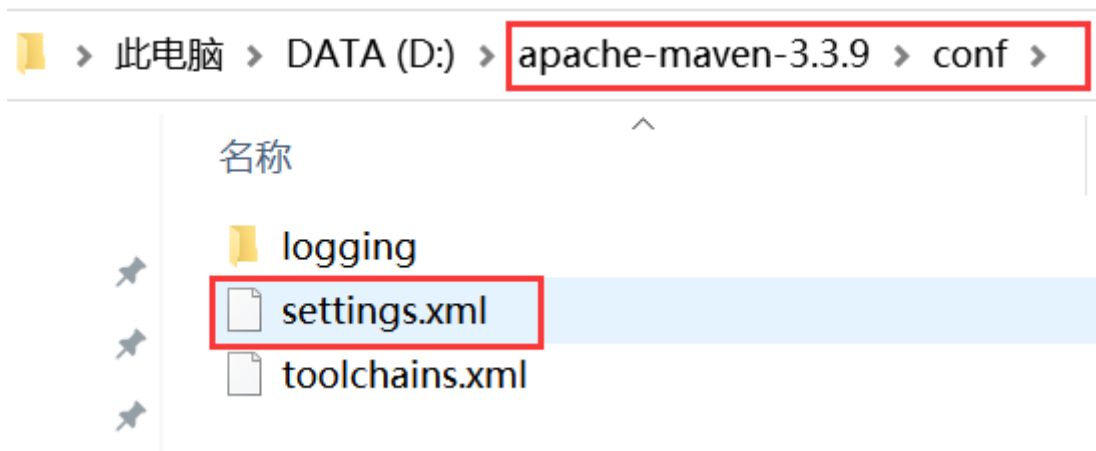 此电脑 > DATA (D:) > apache-maven-3.3.9 > conf >
名称
logging
settings.xml
toolchains.xml